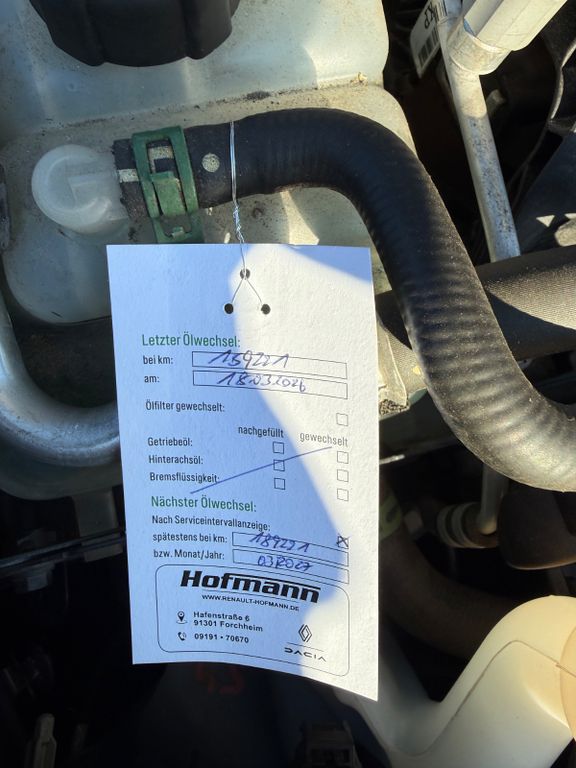 Letzter Ölwechsel:
bei km: 159221
am: 18.03.2026
Ölfilter gewechselt:
nachgefüllt gewechselt
Getriebeöl:
Hinterachsöl:
Bremsflüssigkeit:
Nächster Ölwechsel:
Nach Serviceintervallanzeige:
spätestens bei km: 189221
bzw. Monat/Jahr: 03/2027
Hofmann
WWW.RENAULT-HOFMANN.DE
Hafenstraße 6
91301 Forchheim
09191 • 70670
DACIA